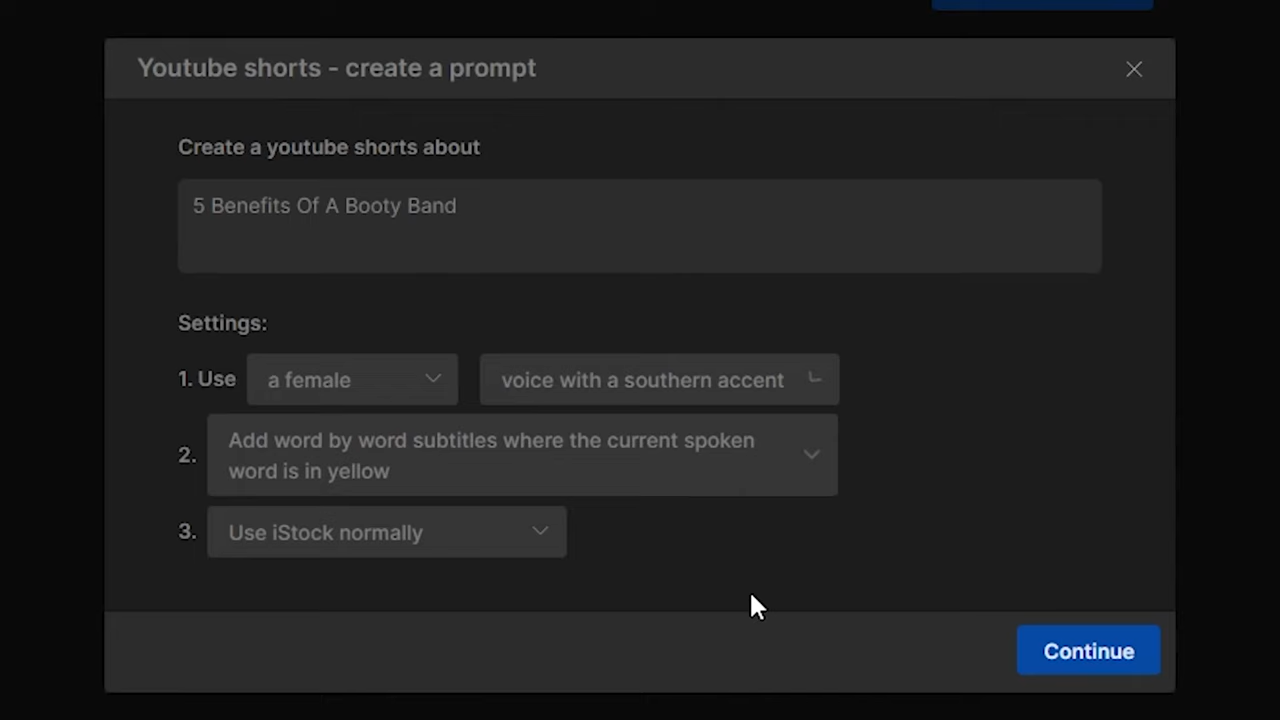 Youtube shorts - create a prompt
Create a youtube shorts about
5 Benefits Of A Booty Band
Settings:
1. Use a female voice with a southern accent
2. Add word by word subtitles where the current spoken
word is in yellow
3. Use iStock normally
Continue